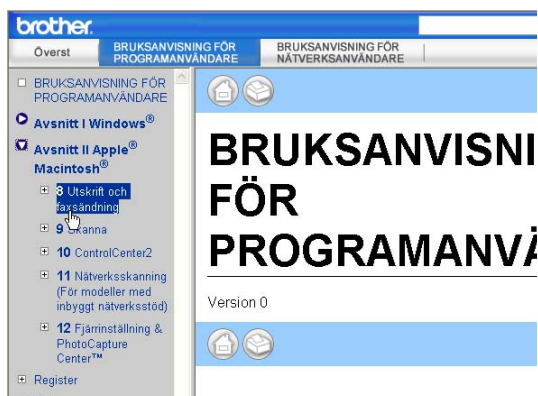 brother.
Överst
BRUKSANVISNING FÖR
PROGRAMANVÄNDARE
BRUKSANVISNING FÖR
NÄTVERKSANVÄNDARE
BRUKSANVISNING FÖR
PROGRAMANVÄNDARE
Avsnitt I Windows®
Avsnitt II Apple®
Macintosh®
8 Utskrift och
faxsändning
9 Skanna
10 ControlCenter2
11 Nätverksskanning
(För modeller med
inbyggt nätverksstöd)
12 Fjärrinställning &
PhotoCapture
Center™
Register
BRUKSANVISNI
FÖR
PROGRAMANVÄ
Version 0